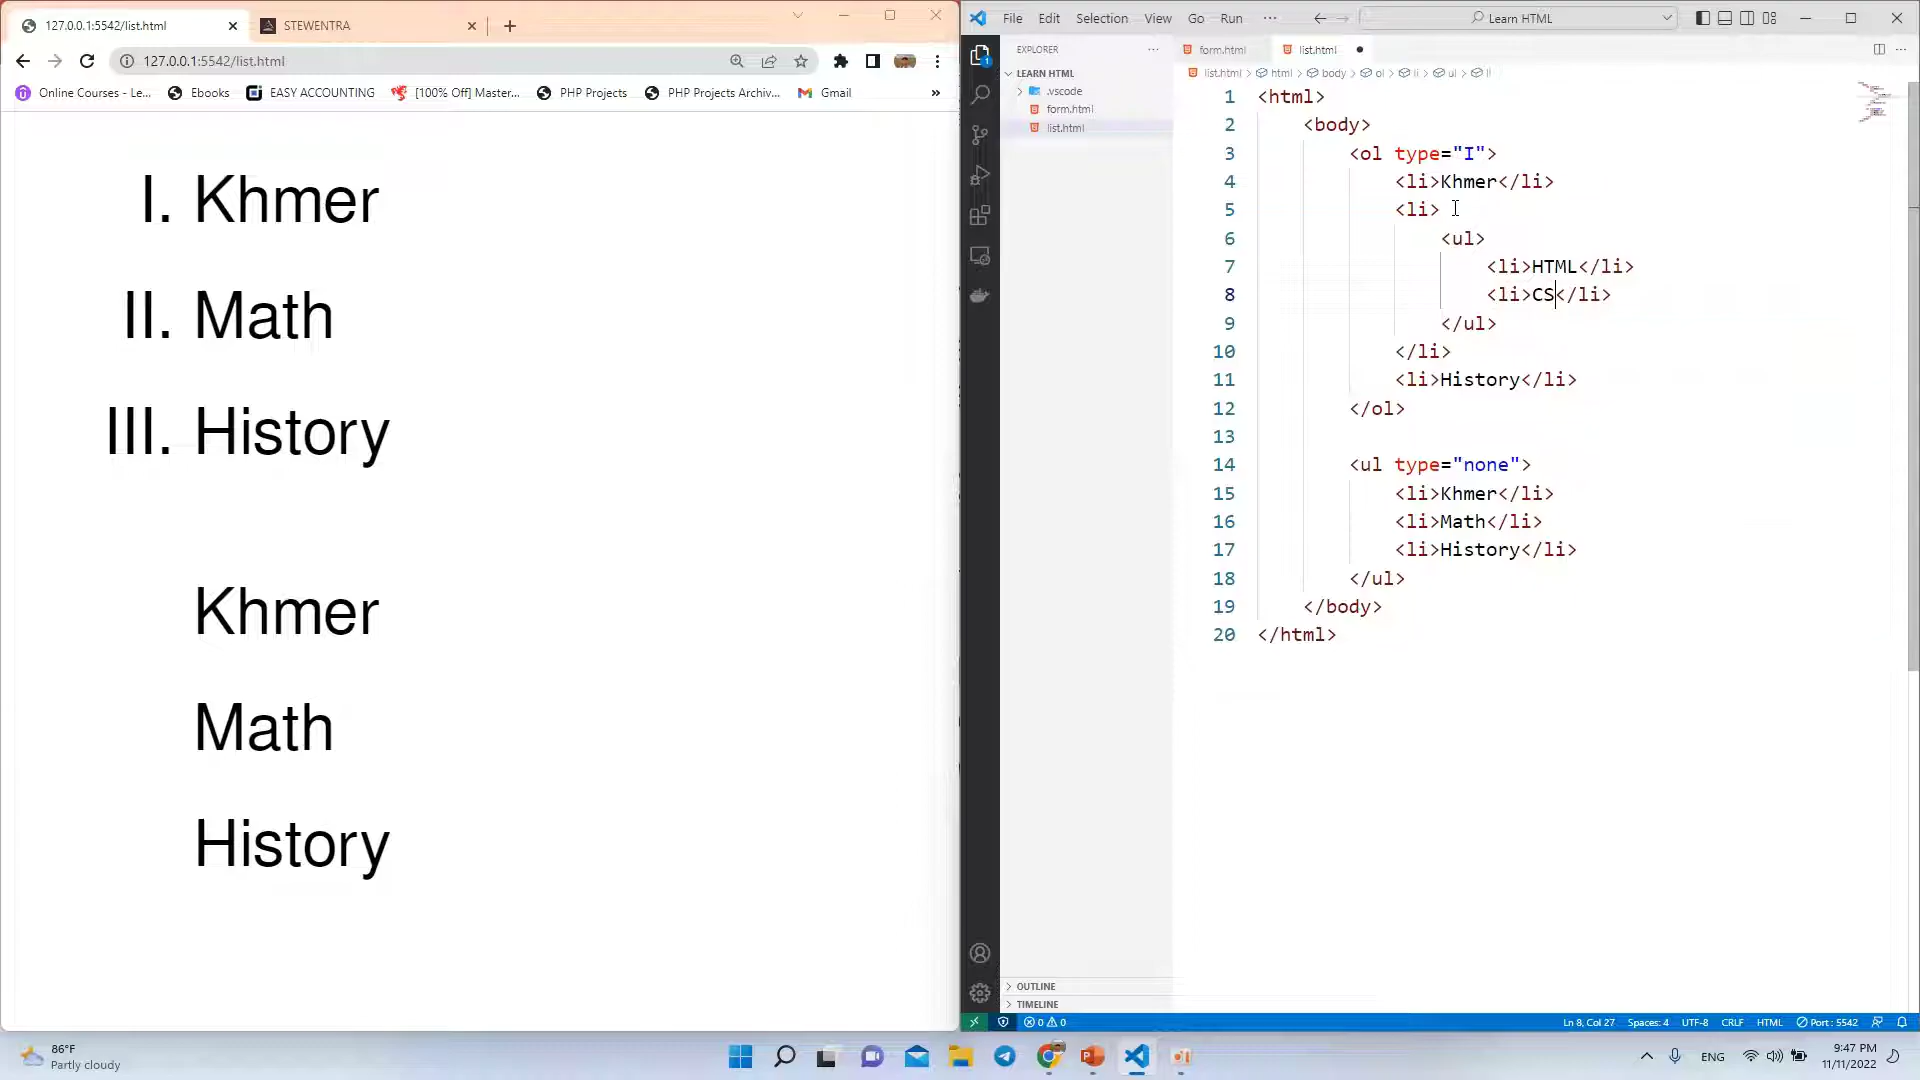 127.0.0.1:5542/list.html
STEWENTRA
127.0.0.1:5542/list.html
Online Courses - Le...
Ebooks
EASY ACCOUNTING
[100% Off] Master...
PHP Projects
PHP Projects Archiv...
Gmail
»
I. Khmer
II. Math
III. History
Khmer
Math
History
File Edit Selection View Go Run ...
Learn HTML
EXPLORER
LEARN HTML
.vscode
form.html
list.html
OUTLINE
TIMELINE
form.html
list.html
list.html > html > body > ol > li > ul > li
1 <html>
2 <body>
3 <ol type="I">
4 <li>Khmer</li>
5 <li>
6 <ul>
7 <li>HTML</li>
8 <li>CS</li>
9 </ul>
10 </li>
11 <li>History</li>
12 </ol>
13
14 <ul type="none">
15 <li>Khmer</li>
16 <li>Math</li>
17 <li>History</li>
18 </ul>
19 </body>
20 </html>
0 0
Ln 8, Col 27 Spaces: 4 UTF-8 CRLF HTML Port : 5542
86°F
Partly cloudy
ENG
9:47 PM
11/11/2022